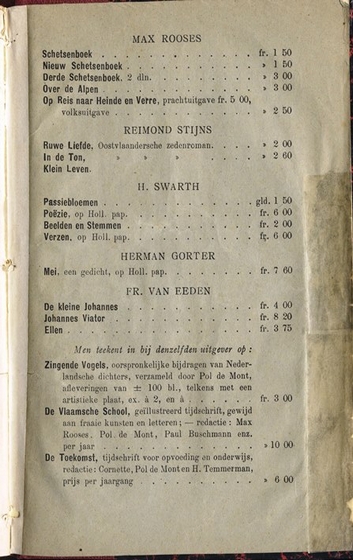 MAX ROOSES
Schetsenboek . . . . . . . . . . . fr. 1 50
Nieuw Schetsenboek . . . . . . . . . » 1 50
Derde Schetsenboek, 2 dln. . . . . . . . » 3 00
Over de Alpen . . . . . . . . . . . » 3 00
Op Reis naar Heinde en Verre, prachtuitgave fr. 5 00,
volksuitgave . . . . . . . . . » 2 50
REIMOND STIJNS
Ruwe Liefde, Oostvlaandersche zedenroman. . . . » 2 00
In de Ton, » » » . . . . » 2 60
Klein Leven.
H. SWARTH
Passiebloemen . . . . . . . . . . gld. 1 50
Poëzie, op Holl. pap. . . . . . . . . . fr. 6 00
Beelden en Stemmen . . . . . . . . . fr. 2 00
Verzen, op Holl. pap. . . . . . . . . . fr. 6 00
HERMAN GORTER
Mei, een gedicht, op Holl. pap. . . . . . . fr. 7 60
FR. VAN EEDEN
De kleine Johannes . . . . . . . . . fr. 4 00
Johannes Viator . . . . . . . . . . fr. 8 20
Ellen . . . . . . . . . . . . . fr. 3 75
Men teekent in bij denzelfden uitgever op :
Zingende Vogels, oorspronkelijke bijdragen van Neder-
landsche dichters, verzameld door Pol de Mont,
afleveringen van ± 100 bl., telkens met een
artistieke plaat, ex. à 2, en à . . . . . . fr. 3 00
De Vlaamsche School, geïllustreerd tijdschrift, gewijd
aan fraaie kunsten en letteren ; — redactie : Max
Rooses, Pol. de Mont, Paul Buschmann enz.
per jaar . . . . . . . . . . . » 10 00
De Toekomst, tijdschrift voor opvoeding en onderwijs,
redactie : Cornette, Pol de Mont en H. Temmerman,
prijs per jaargang . . . . . . . . . » 6 00